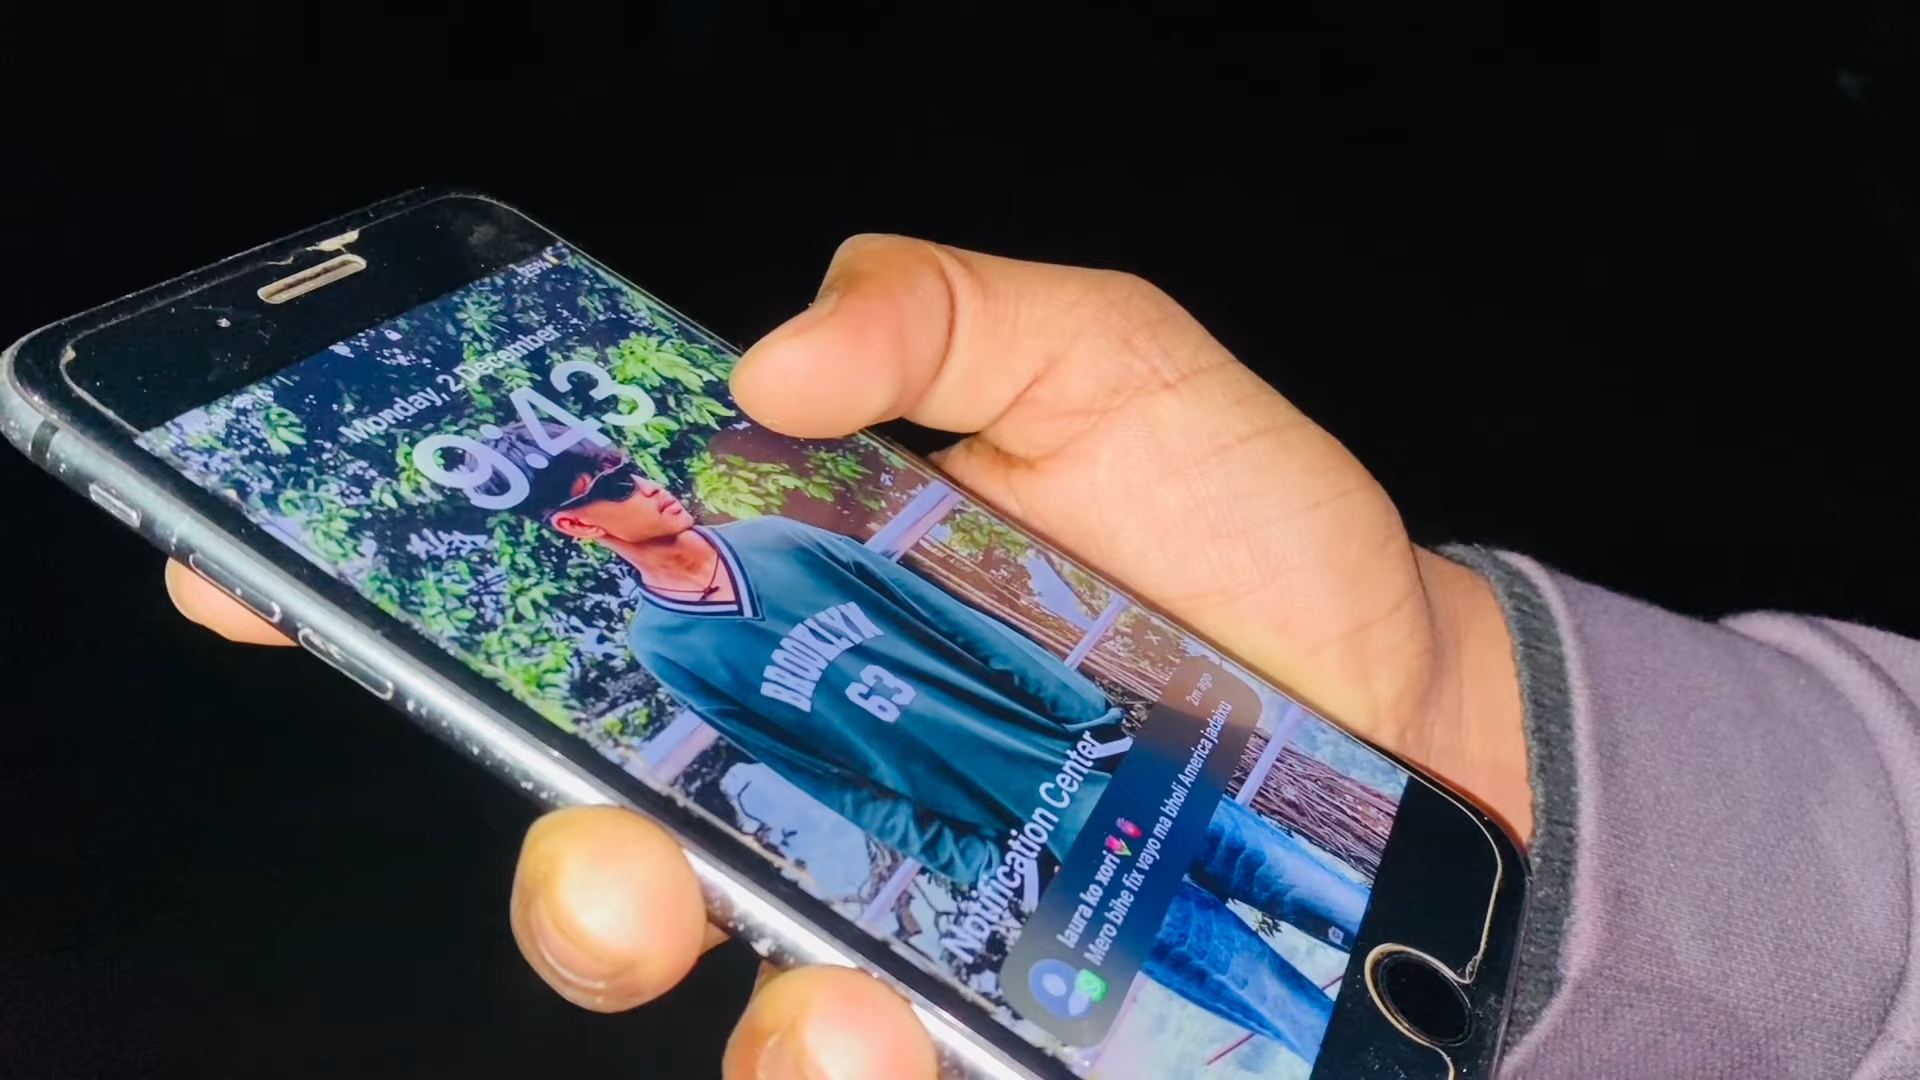 25%
Monday, 2 December
9:43
BROOKLYN
63
Notification Center
laura ko xori🌷🌷
2m ago
Mero bihe fix vayo ma bholi America jadaixu